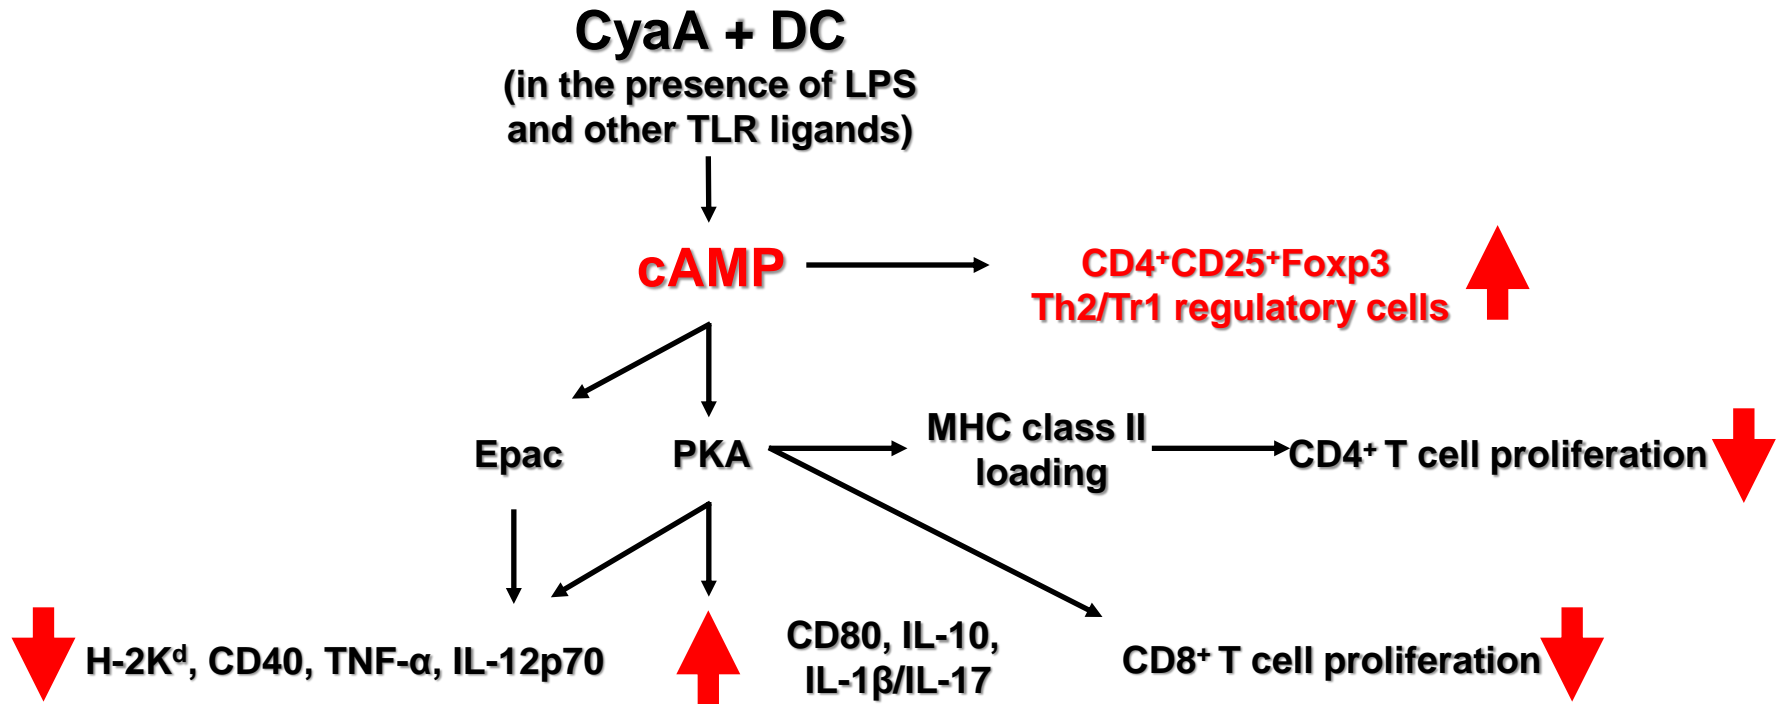 CyaA + DC
(in the presence of LPS
and other TLR ligands)
cAMP
CD4⁺CD25⁺Foxp3
Th2/Tr1 regulatory cells
Epac
PKA
MHC class II
loading
CD4⁺ T cell proliferation
H-2Kᵈ, CD40, TNF-α, IL-12p70
CD80, IL-10,
IL-1β/IL-17
CD8⁺ T cell proliferation